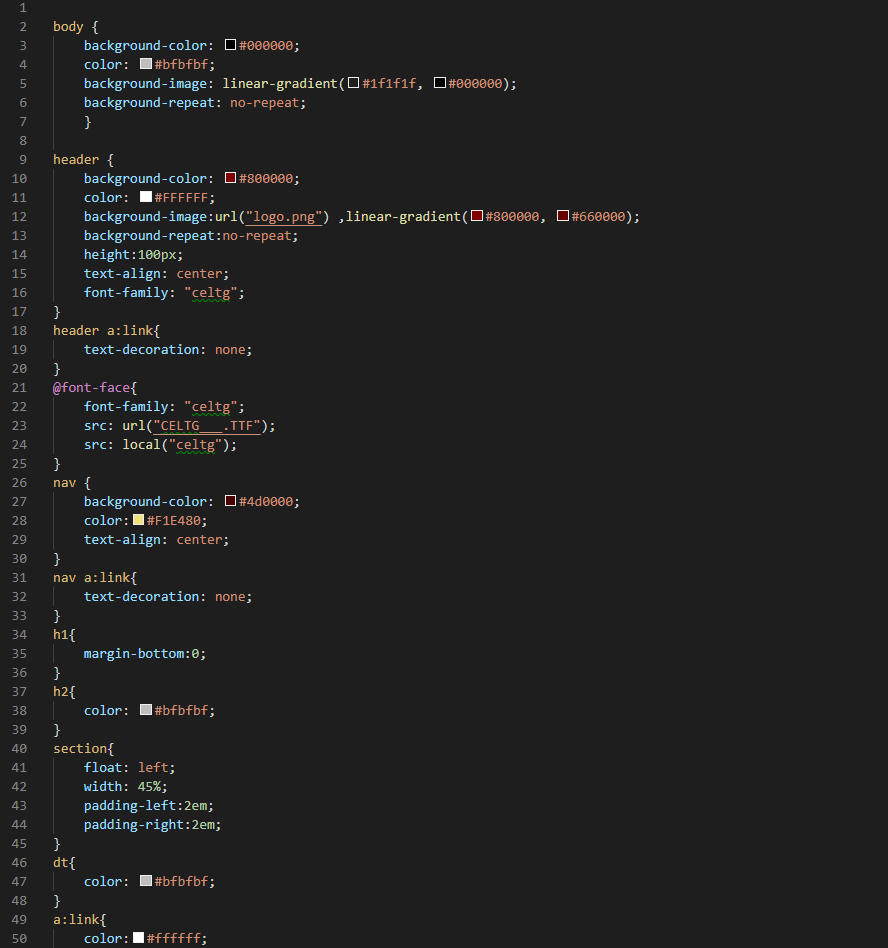 1
2 body {
3     background-color: #000000;
4     color: #bfbfbf;
5     background-image: linear-gradient(#1f1f1f, #000000);
6     background-repeat: no-repeat;
7     }
8
9 header {
10     background-color: #800000;
11     color: #FFFFFF;
12     background-image:url("logo.png") ,linear-gradient(#800000, #660000);
13     background-repeat:no-repeat;
14     height:100px;
15     text-align: center;
16     font-family: "celtg";
17 }
18 header a:link{
19     text-decoration: none;
20 }
21 @font-face{
22     font-family: "celtg";
23     src: url("CELTG___.TTF");
24     src: local("celtg");
25 }
26 nav {
27     background-color: #4d0000;
28     color:#F1E480;
29     text-align: center;
30 }
31 nav a:link{
32     text-decoration: none;
33 }
34 h1{
35     margin-bottom:0;
36 }
37 h2{
38     color: #bfbfbf;
39 }
40 section{
41     float: left;
42     width: 45%;
43     padding-left:2em;
44     padding-right:2em;
45 }
46 dt{
47     color: #bfbfbf;
48 }
49 a:link{
50     color:#ffffff;